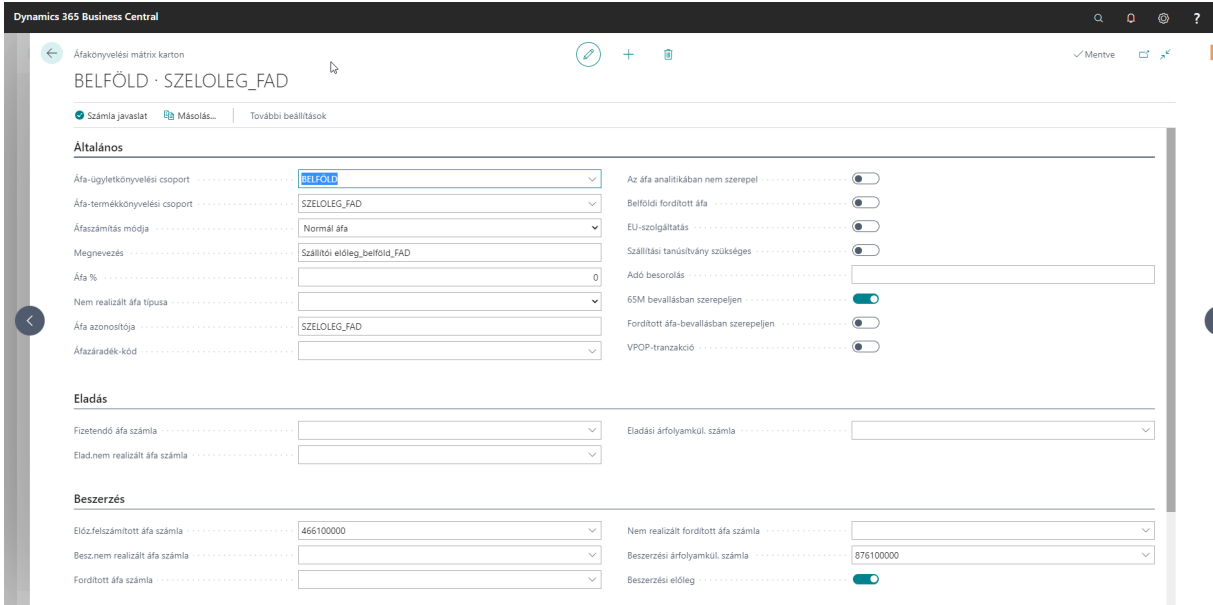 Dynamics 365 Business Central
?
Áfakönyvelési mátrix karton
Mentve
BELFÖLD · SZELOLEG_FAD
Számla javaslat
Másolás...
További beállítások
Általános
Áfa-ügyletkönyvelési csoport
BELFÖLD
Áfa-termékkönyvelési csoport
SZELOLEG_FAD
Áfaszámítás módja
Normál áfa
Megnevezés
Szállítói előleg_belföld_FAD
Áfa %
0
Nem realizált áfa típusa
Áfa azonosítója
SZELOLEG_FAD
Áfazáradék-kód
Az áfa analitikában nem szerepel
Belföldi fordított áfa
EU-szolgáltatás
Szállítási tanúsítvány szükséges
Adó besorolás
65M bevallásban szerepeljen
Fordított áfa-bevallásban szerepeljen
VPOP-tranzakció
Eladás
Fizetendő áfa számla
Elad.nem realizált áfa számla
Eladási árfolyamkül. számla
Beszerzés
Előz.felszámított áfa számla
466100000
Besz.nem realizált áfa számla
Fordított áfa számla
Nem realizált fordított áfa számla
Beszerzési árfolyamkül. számla
876100000
Beszerzési előleg